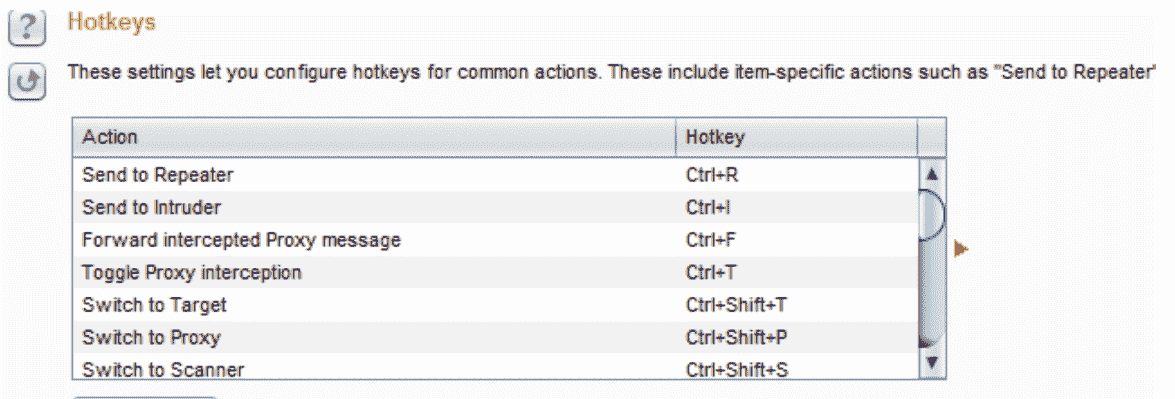 Hotkeys
These settings let you configure hotkeys for common actions. These include item-specific actions such as "Send to Repeater"
Action Hotkey
Send to Repeater Ctrl+R
Send to Intruder Ctrl+I
Forward intercepted Proxy message Ctrl+F
Toggle Proxy interception Ctrl+T
Switch to Target Ctrl+Shift+T
Switch to Proxy Ctrl+Shift+P
Switch to Scanner Ctrl+Shift+S